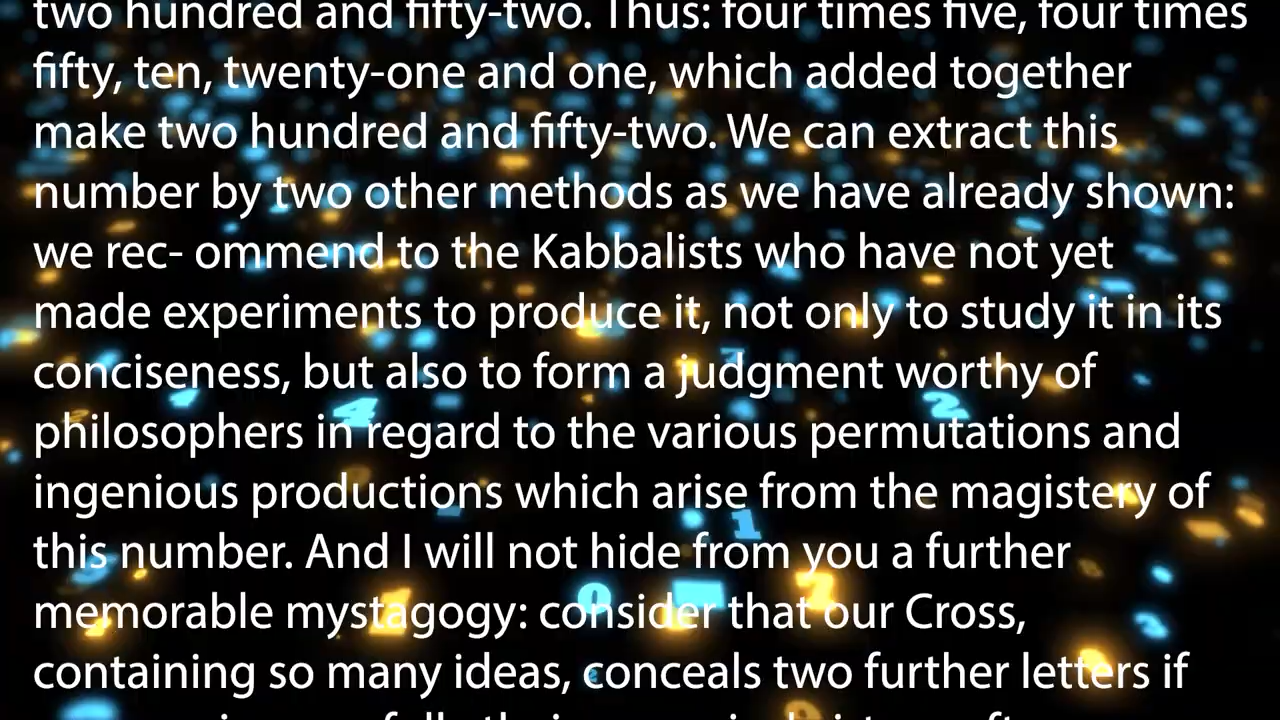 two hundred and fifty-two. Thus: four times five, four times
fifty, ten, twenty-one and one, which added together
make two hundred and fifty-two. We can extract this
number by two other methods as we have already shown:
we rec- ommend to the Kabbalists who have not yet
made experiments to produce it, not only to study it in its
conciseness, but also to form a judgment worthy of
philosophers in regard to the various permutations and
ingenious productions which arise from the magistery of
this number. And I will not hide from you a further
memorable mystagogy: consider that our Cross,
containing so many ideas, conceals two further letters if